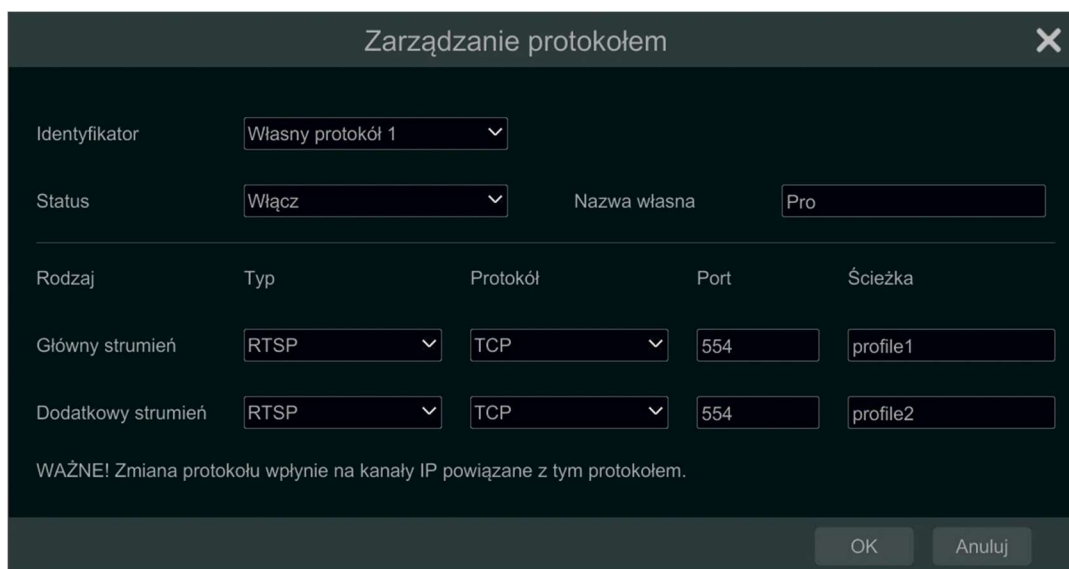 Zarządzanie protokołem
Identyfikator Własny protokół 1
Status Włącz Nazwa własna Pro
Rodzaj Typ Protokół Port Ścieżka
Główny strumień RTSP TCP 554 profile1
Dodatkowy strumień RTSP TCP 554 profile2
WAŻNE! Zmiana protokołu wpłynie na kanały IP powiązane z tym protokołem.
OK Anuluj